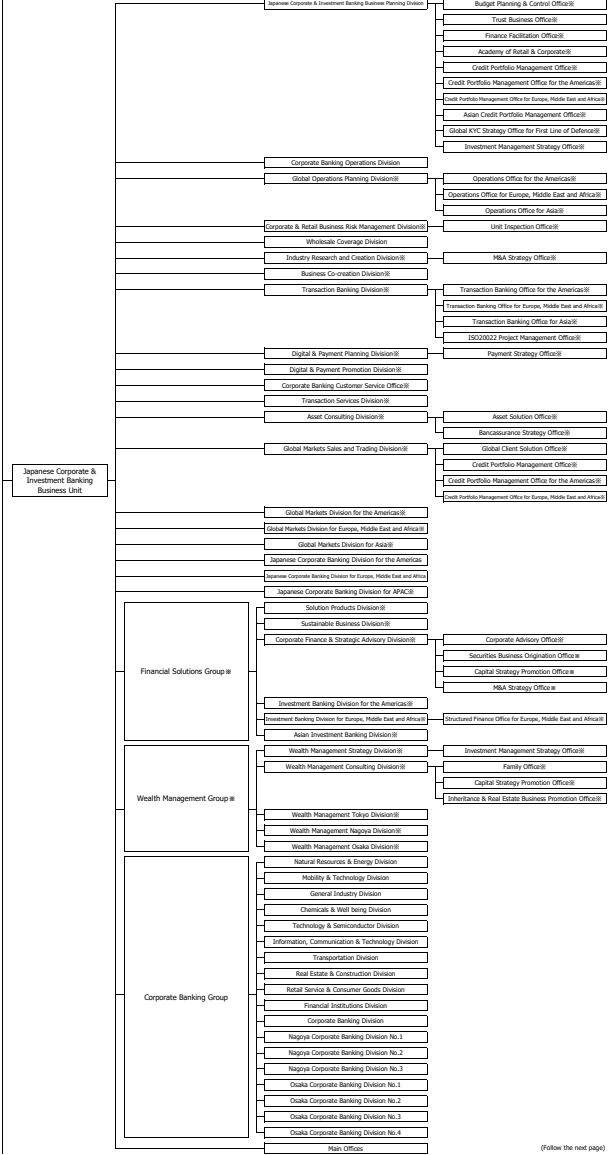 Japanese Corporate & Investment Banking Business Planning Division
Budget Planning & Control Office※
Trust Business Office※
Finance Facilitation Office※
Academy of Retail & Corporate※
Credit Portfolio Management Office※
Credit Portfolio Management Office for the Americas※
Credit Portfolio Management Office for Europe, Middle East and Africa※
Asian Credit Portfolio Management Office※
Global KYC Strategy Office for First Line of Defence※
Investment Management Strategy Office※
Corporate Banking Operations Division
Global Operations Planning Division※
Operations Office for the Americas※
Operations Office for Europe, Middle East and Africa※
Operations Office for Asia※
Corporate & Retail Business Risk Management Division※
Unit Inspection Office※
Wholesale Coverage Division
Industry Research and Creation Division※
M&A Strategy Office※
Business Co-creation Division※
Transaction Banking Division※
Transaction Banking Office for the Americas※
Transaction Banking Office for Europe, Middle East and Africa※
Transaction Banking Office for Asia※
ISO20022 Project Management Office※
Digital & Payment Planning Division※
Payment Strategy Office※
Digital & Payment Promotion Division※
Corporate Banking Customer Service Office※
Transaction Services Division※
Asset Consulting Division※
Asset Solution Office※
Bancassurance Strategy Office※
Global Markets Sales and Trading Division※
Global Client Solution Office※
Credit Portfolio Management Office※
Credit Portfolio Management Office for the Americas※
Credit Portfolio Management Office for Europe, Middle East and Africa※
Japanese Corporate &
Investment Banking
Business Unit
Global Markets Division for the Americas※
Global Markets Division for Europe, Middle East and Africa※
Global Markets Division for Asia※
Japanese Corporate Banking Division for the Americas
Japanese Corporate Banking Division for Europe, Middle East and Africa
Japanese Corporate Banking Division for APAC※
Financial Solutions Group※
Solution Products Division※
Sustainable Business Division※
Corporate Finance & Strategic Advisory Division※
Corporate Advisory Office※
Securities Business Origination Office※
Capital Strategy Promotion Office※
M&A Strategy Office※
Investment Banking Division for the Americas※
Investment Banking Division for Europe, Middle East and Africa※
Structured Finance Office for Europe, Middle East and Africa※
Asian Investment Banking Division※
Wealth Management Group※
Wealth Management Strategy Division※
Investment Management Strategy Office※
Wealth Management Consulting Division※
Family Office※
Capital Strategy Promotion Office※
Inheritance & Real Estate Business Promotion Office※
Wealth Management Tokyo Division※
Wealth Management Nagoya Division※
Wealth Management Osaka Division※
Corporate Banking Group
Natural Resources & Energy Division
Mobility & Technology Division
General Industry Division
Chemicals & Well being Division
Technology & Semiconductor Division
Information, Communication & Technology Division
Transportation Division
Real Estate & Construction Division
Retail Service & Consumer Goods Division
Financial Institutions Division
Corporate Banking Division
Nagoya Corporate Banking Division No.1
Nagoya Corporate Banking Division No.2
Nagoya Corporate Banking Division No.3
Osaka Corporate Banking Division No.1
Osaka Corporate Banking Division No.2
Osaka Corporate Banking Division No.3
Osaka Corporate Banking Division No.4
Main Offices
(Follow the next page)